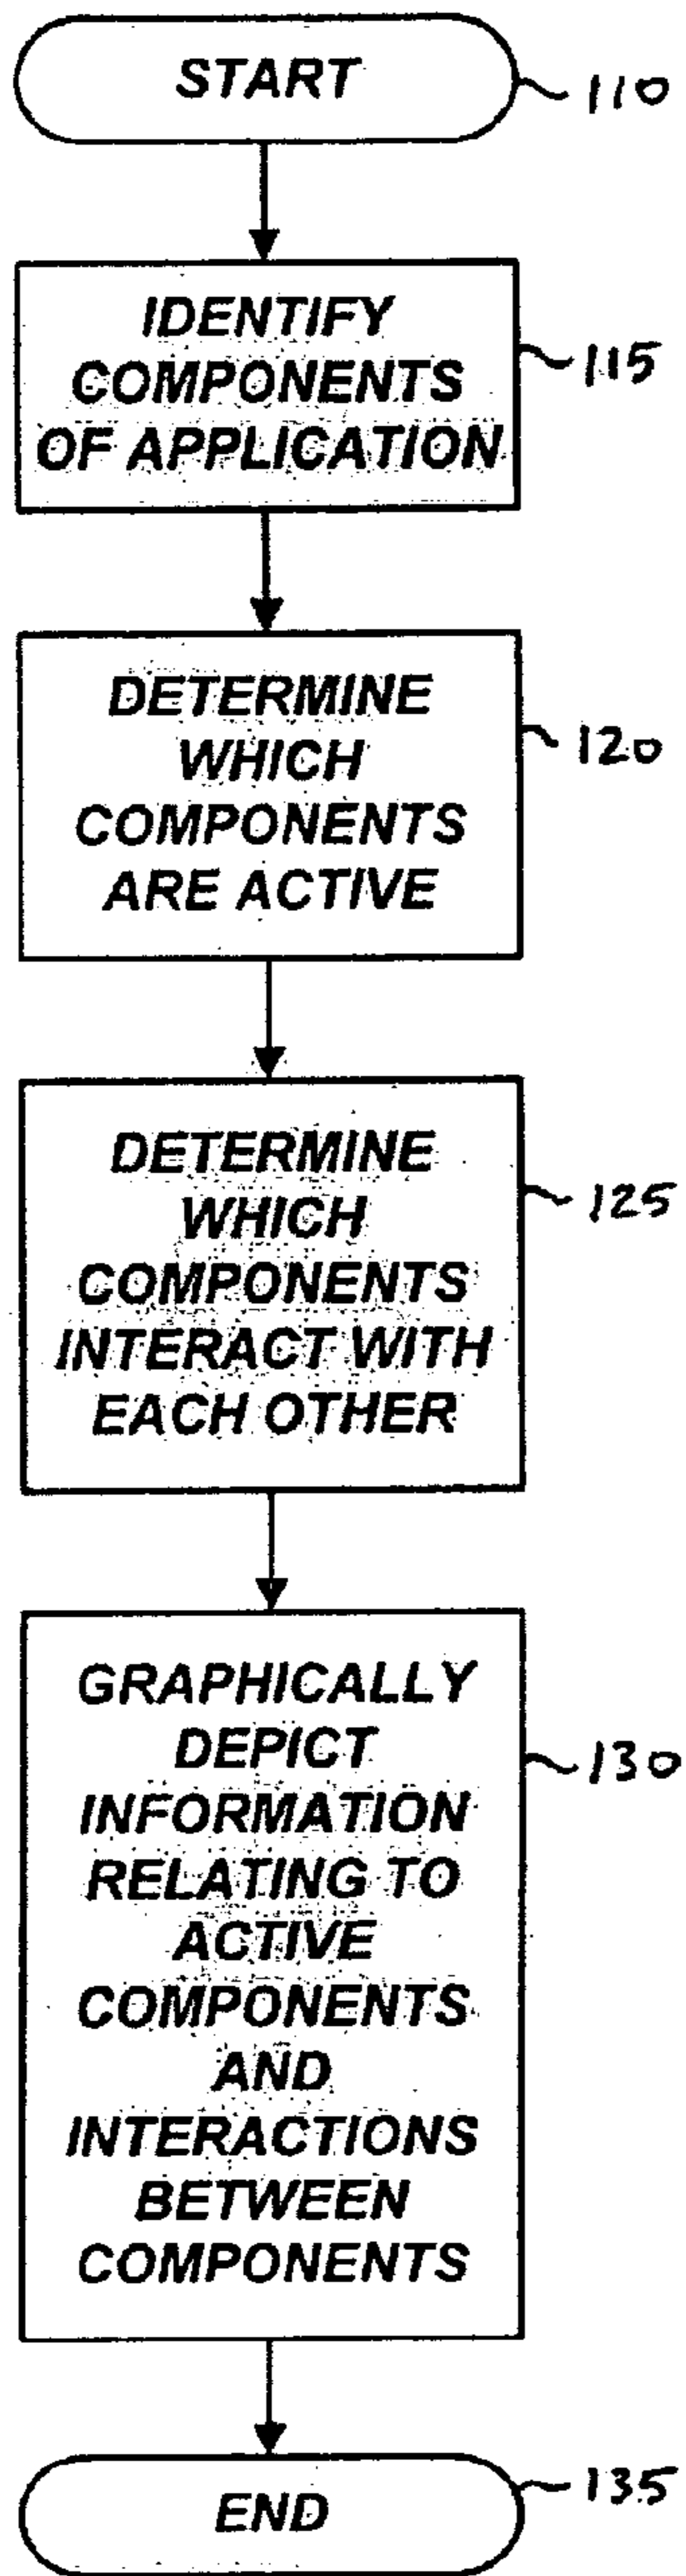 START
110
IDENTIFY
COMPONENTS
OF APPLICATION
115
DETERMINE
WHICH
COMPONENTS
ARE ACTIVE
120
DETERMINE
WHICH
COMPONENTS
INTERACT WITH
EACH OTHER
125
GRAPHICALLY
DEPICT
INFORMATION
RELATING TO
ACTIVE
COMPONENTS
AND
INTERACTIONS
BETWEEN
COMPONENTS
130
END
135